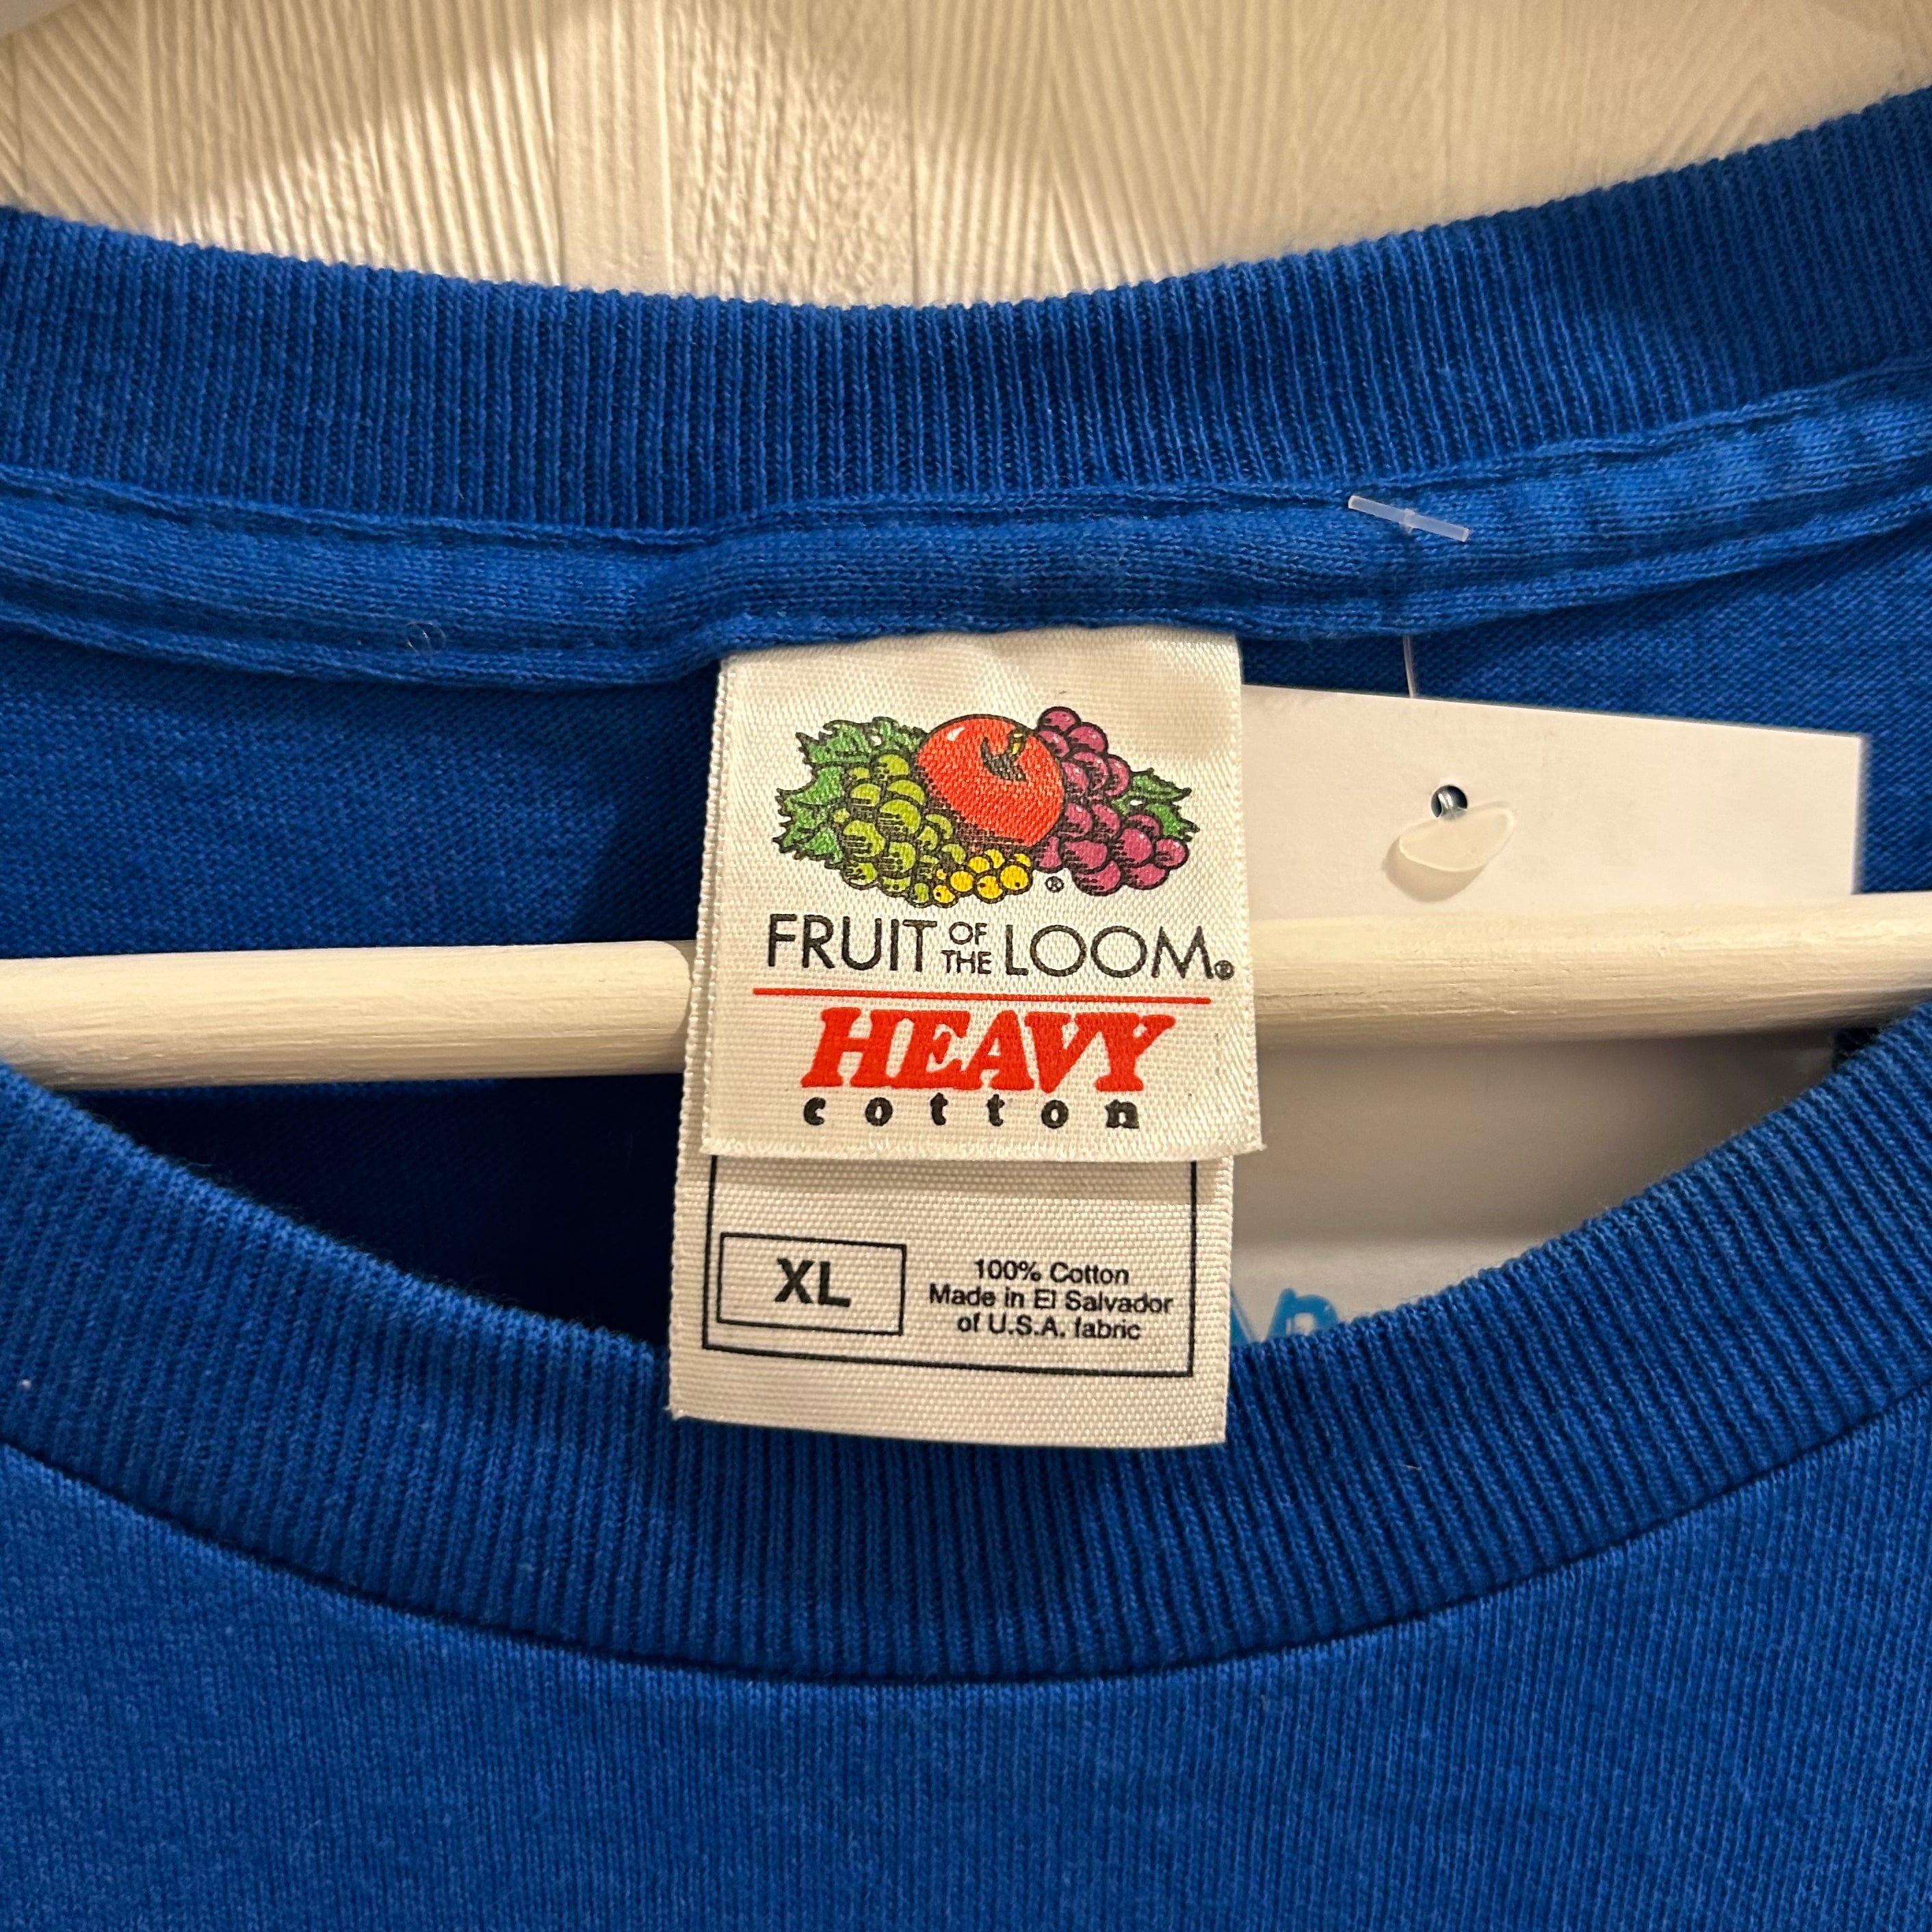 FRUIT OF THE LOOM®
HEAVY
cotton
XL
100% Cotton
Made in El Salvador
of U.S.A. fabric